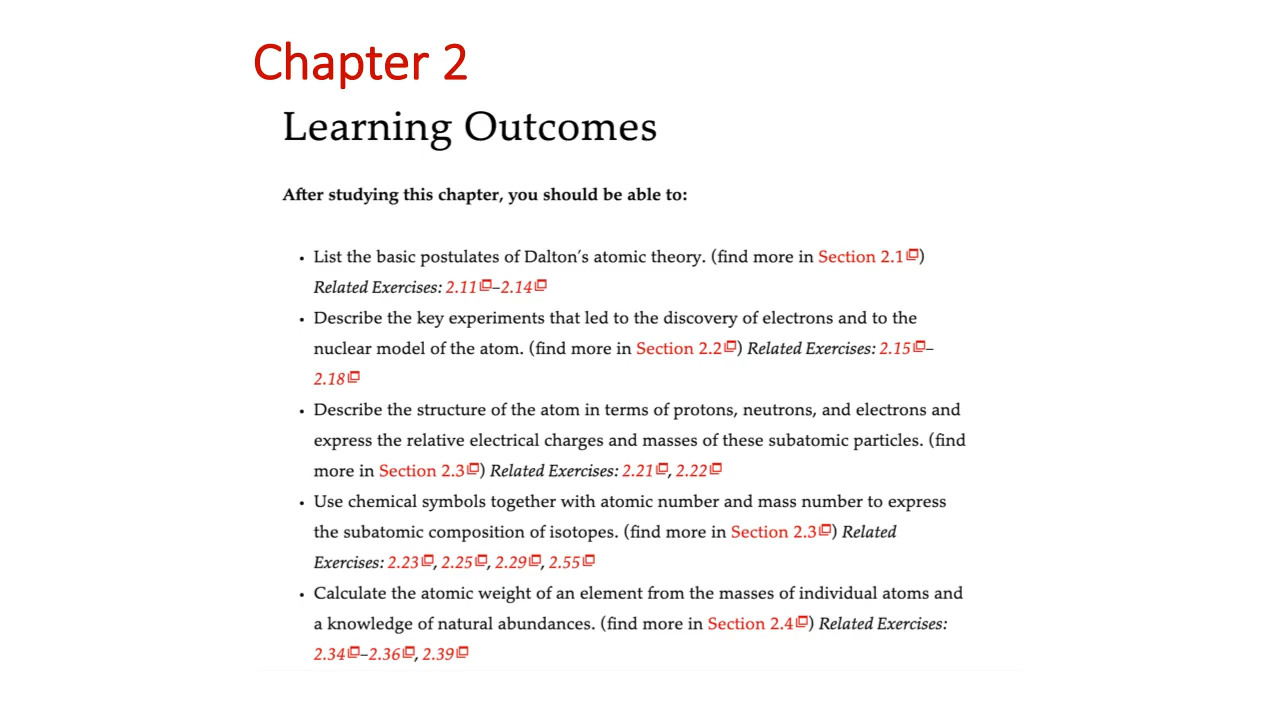 Chapter 2
Learning Outcomes
After studying this chapter, you should be able to:
• List the basic postulates of Dalton's atomic theory. (find more in Section 2.1)
Related Exercises: 2.11–2.14
• Describe the key experiments that led to the discovery of electrons and to the
nuclear model of the atom. (find more in Section 2.2) Related Exercises: 2.15–
2.18
• Describe the structure of the atom in terms of protons, neutrons, and electrons and
express the relative electrical charges and masses of these subatomic particles. (find
more in Section 2.3) Related Exercises: 2.21, 2.22
• Use chemical symbols together with atomic number and mass number to express
the subatomic composition of isotopes. (find more in Section 2.3) Related
Exercises: 2.23, 2.25, 2.29, 2.55
• Calculate the atomic weight of an element from the masses of individual atoms and
a knowledge of natural abundances. (find more in Section 2.4) Related Exercises:
2.34–2.36, 2.39